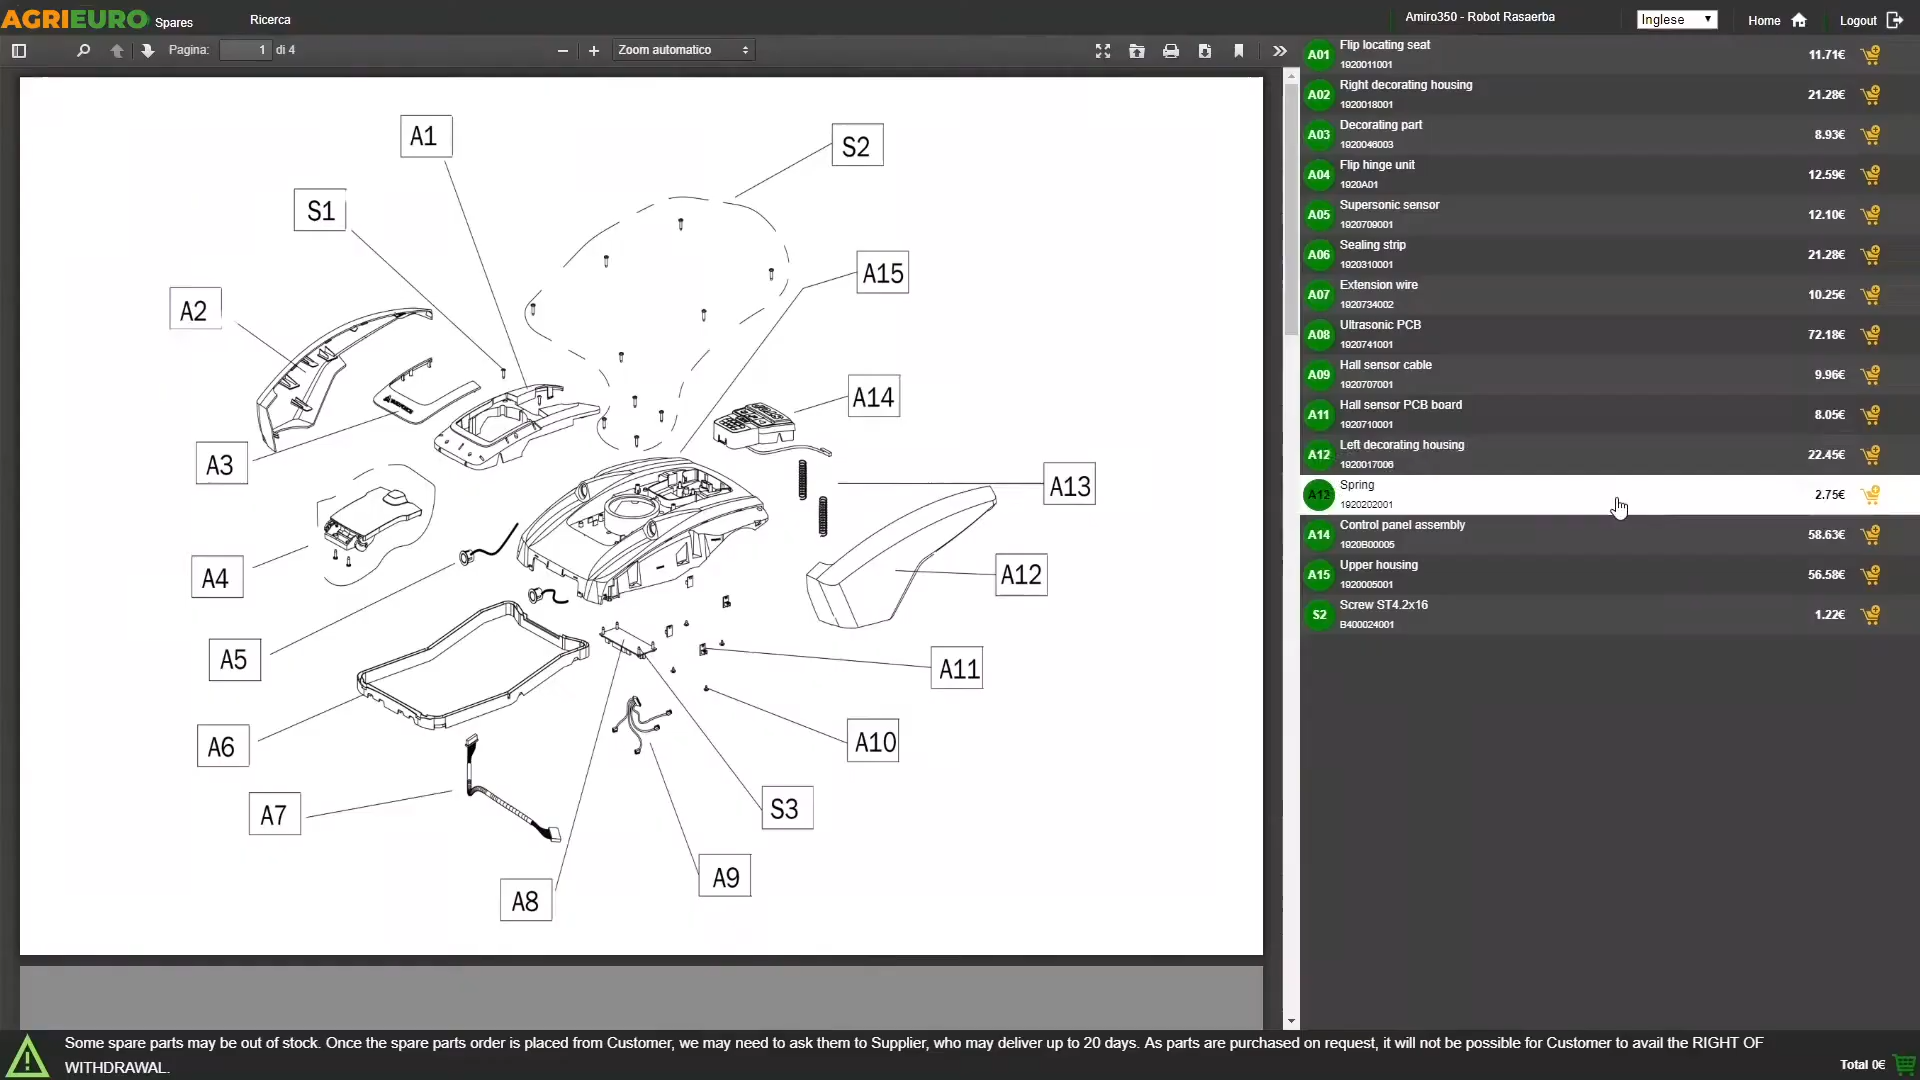 AGRIEURO Spares
Ricerca
Amiro350 - Robot Rasaerba
Inglese
Home
Logout
Pagina:
1
di 4
Zoom automatico
A1
S2
S1
A15
A2
A14
A3
A13
A4
A12
A5
A11
A6
A10
A7
S3
A9
A8
A01
Flip locating seat
1920011001
11.71€
A02
Right decorating housing
1920018001
21.28€
A03
Decorating part
1920046003
8.93€
A04
Flip hinge unit
1920A01
12.59€
A05
Supersonic sensor
1920709001
12.10€
A06
Sealing strip
1920310001
21.28€
A07
Extension wire
1920734002
10.25€
A08
Ultrasonic PCB
1920741001
72.18€
A09
Hall sensor cable
1920707001
9.96€
A11
Hall sensor PCB board
1920710001
8.05€
A12
Left decorating housing
1920017006
22.45€
A12
Spring
1920202001
2.75€
A14
Control panel assembly
1920B00005
58.63€
A15
Upper housing
1920005001
56.58€
S2
Screw ST4.2x16
B400024001
1.22€
Some spare parts may be out of stock. Once the spare parts order is placed from Customer, we may need to ask them to Supplier, who may deliver up to 20 days. As parts are purchased on request, it will not be possible for Customer to avail the RIGHT OF
WITHDRAWAL.
Total 0€